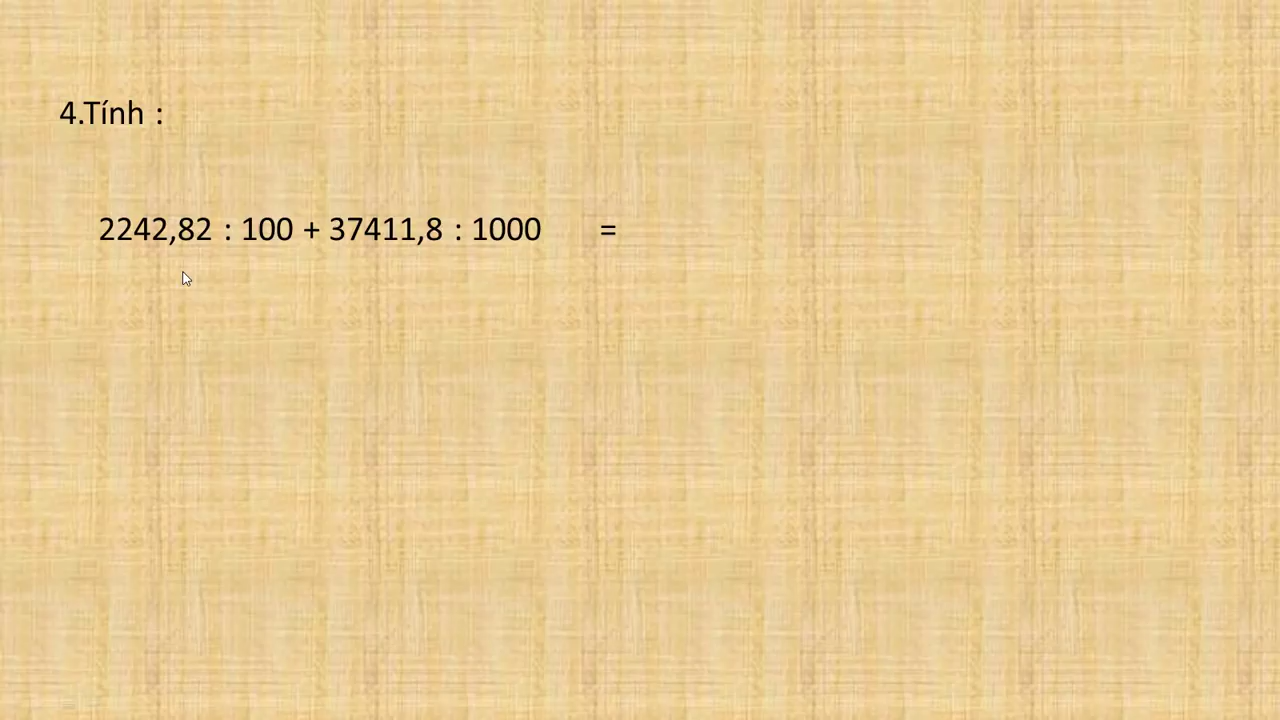 4.Tính :
2242,82 : 100 + 37411,8 : 1000 =